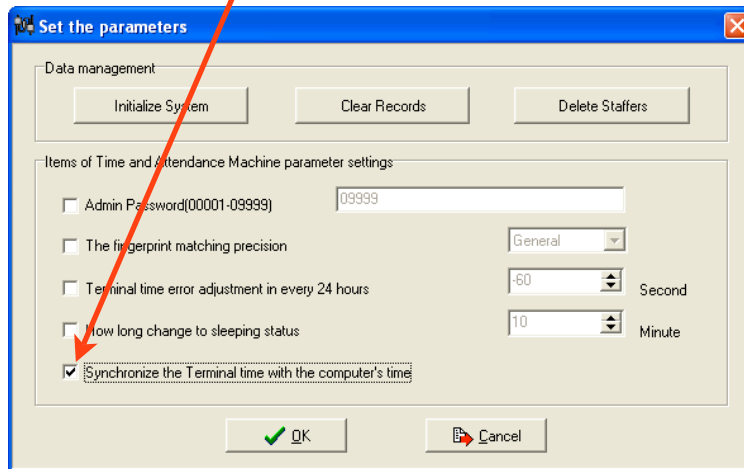 Set the parameters
Data management
Initialize System Clear Records Delete Staffers
Items of Time and Attendance Machine parameter settings
Admin Password(00001-09999) 09999
The fingerprint matching precision General
Terminal time error adjustment in every 24 hours -60 Second
How long change to sleeping status 10 Minute
Synchronize the Terminal time with the computer's time
OK Cancel